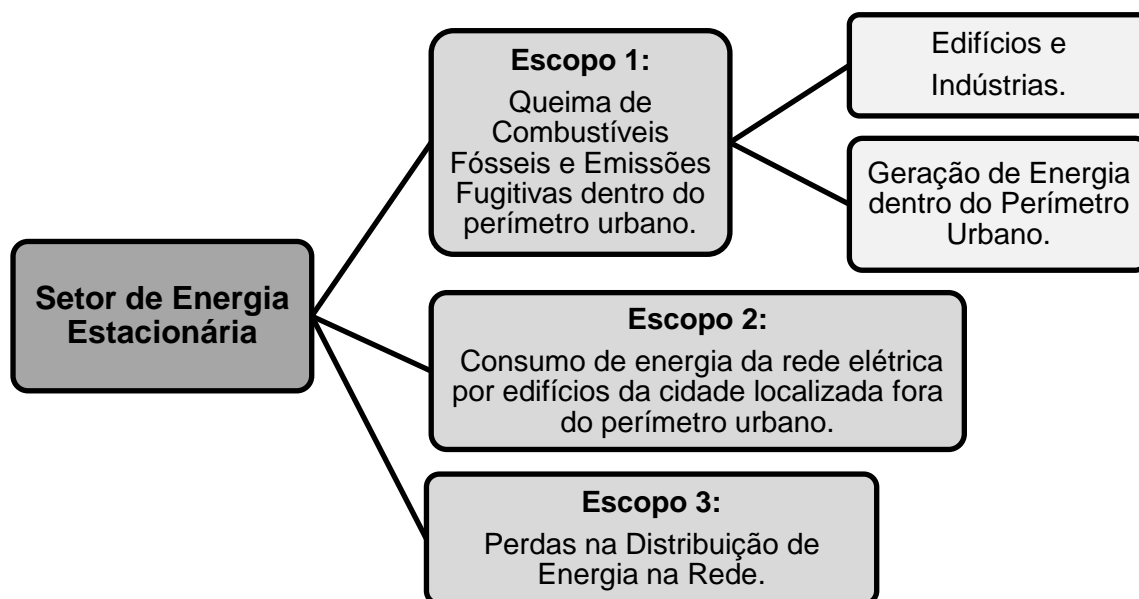 Setor de Energia
Estacionária
Escopo 1:
Queima de
Combustíveis
Fósseis e Emissões
Fugitivas dentro do
perímetro urbano.
Edifícios e
Indústrias.
Geração de Energia
dentro do Perímetro
Urbano.
Escopo 2:
Consumo de energia da rede elétrica
por edifícios da cidade localizada fora
do perímetro urbano.
Escopo 3:
Perdas na Distribuição de
Energia na Rede.